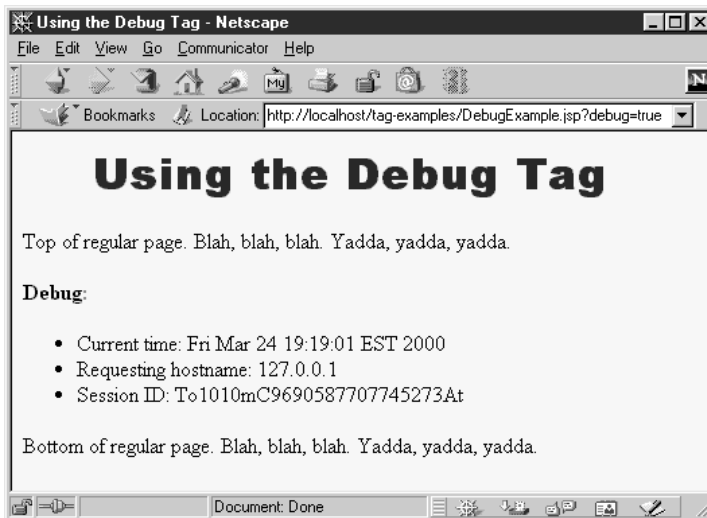 Using the Debug Tag - Netscape
File Edit View Go Communicator Help
My
N
Bookmarks Location: http://localhost/tag-examples/DebugExample.jsp?debug=true
Using the Debug Tag
Top of regular page. Blah, blah, blah. Yadda, yadda, yadda.
Debug:
• Current time: Fri Mar 24 19:19:01 EST 2000
• Requesting hostname: 127.0.0.1
• Session ID: To1010mC9690587707745273At
Bottom of regular page. Blah, blah, blah. Yadda, yadda, yadda.
Document: Done